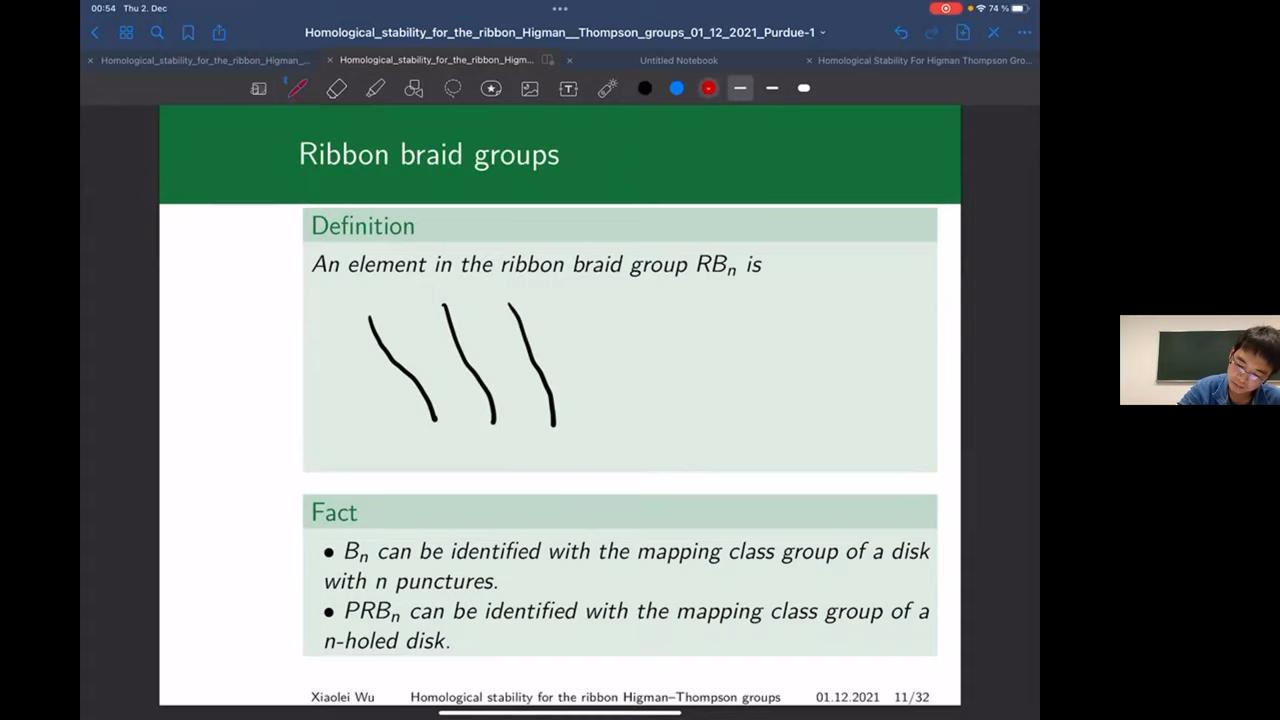 00:54 Thu 2. Dec
74 %
Homological_stability_for_the_ribbon_Higman__Thompson_groups_01_12_2021_Purdue-1
Homological_stability_for_the_ribbon_Higman_...
Homological_stability_for_the_ribbon_Higm...
Untitled Notebook
Homological Stability For Higman Thompson Gro...
Ribbon braid groups
Definition
An element in the ribbon braid group RBn is
Fact
• Bn can be identified with the mapping class group of a disk
with n punctures.
• PRBn can be identified with the mapping class group of a
n-holed disk.
Xiaolei Wu Homological stability for the ribbon Higman–Thompson groups 01.12.2021 11/32